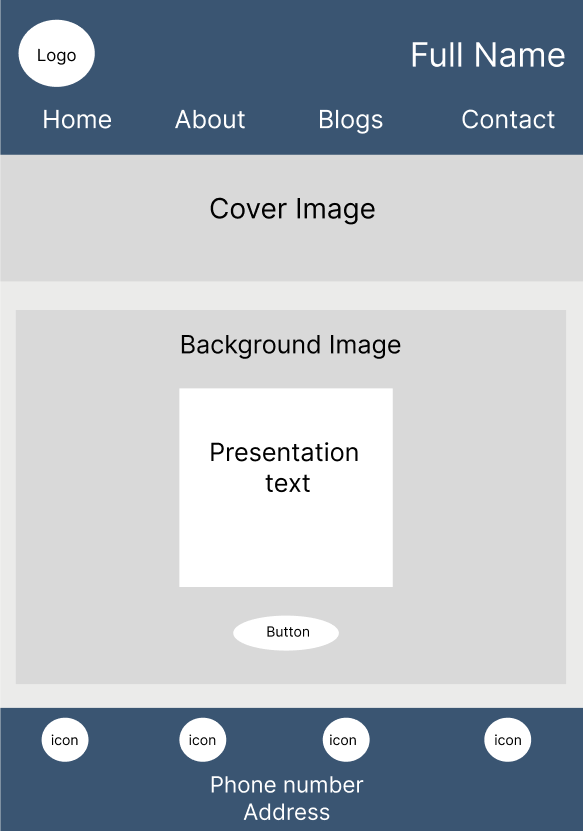 Logo
Full Name
Home About Blogs Contact
Cover Image
Background Image
Presentation
text
Button
icon icon icon icon
Phone number
Address